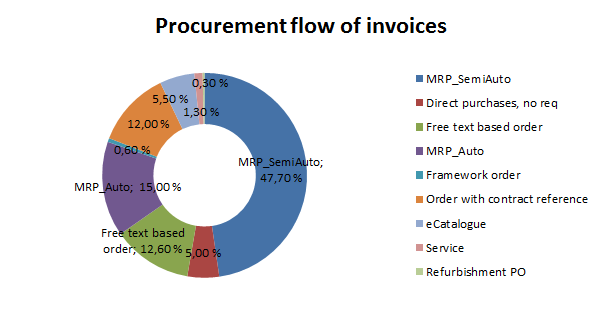 Procurement flow of invoices
0,30 %
5,50 %
1,30 %
12,00 %
0,60 %
MRP_SemiAuto;
47,70 %
MRP_Auto; 15,00 %
Free text based
order; 12,60 %
5,00 %
MRP_SemiAuto
Direct purchases, no req
Free text based order
MRP_Auto
Framework order
Order with contract reference
eCatalogue
Service
Refurbishment PO